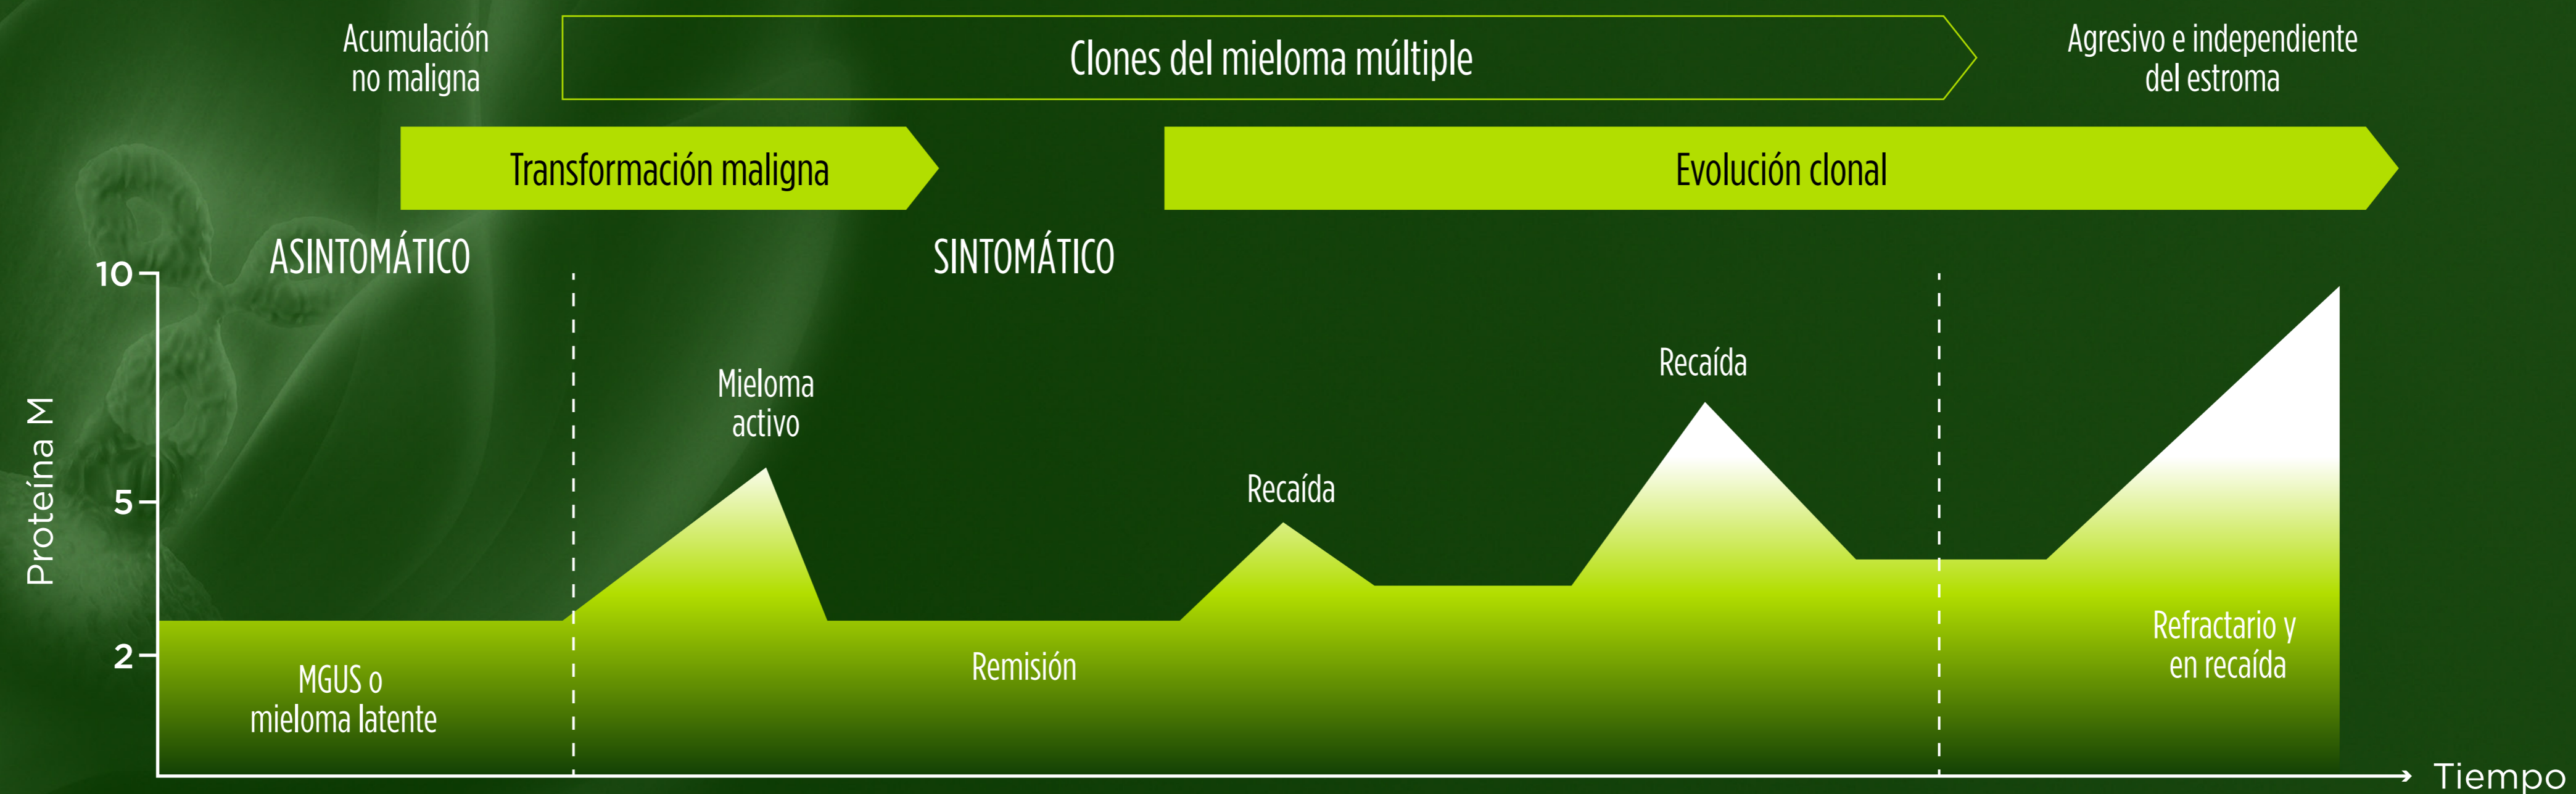 Acumulación
no maligna
Clones del mieloma múltiple
Agresivo e independiente
del estroma
Transformación maligna
Evolución clonal
ASINTOMÁTICO
SINTOMÁTICO
10
5
2
Proteína M
Mieloma
activo
Recaída
Recaída
MGUS o
mieloma latente
Remisión
Refractario y
en recaída
Tiempo